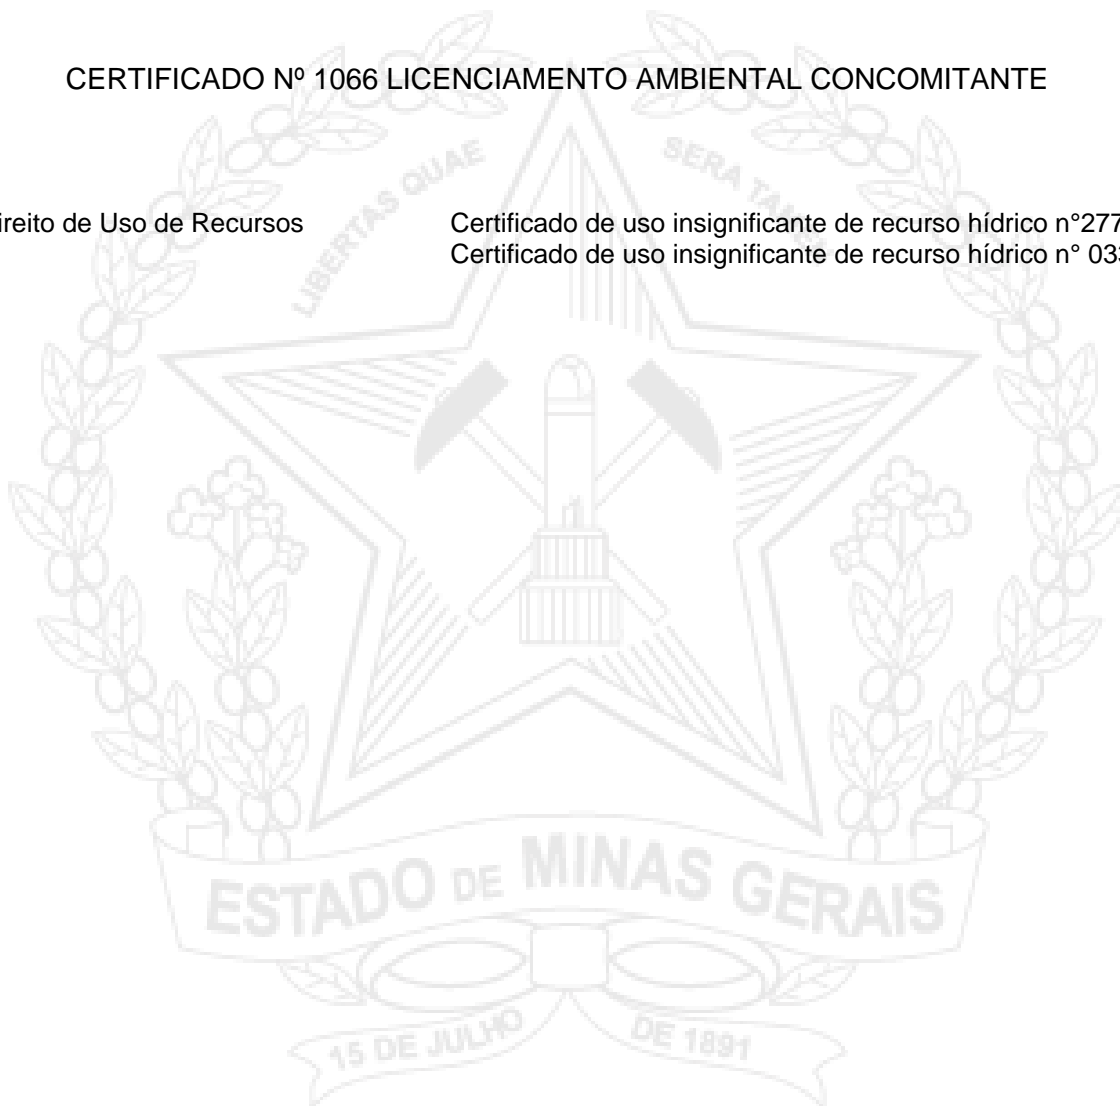 CERTIFICADO Nº 1066 LICENCIAMENTO AMBIENTAL CONCOMITANTE
LIBERTAS QUAE SERA TAMEN
ireito de Uso de Recursos
Certificado de uso insignificante de recurso hídrico n°277
Certificado de uso insignificante de recurso hídrico n° 033
ESTADO DE MINAS GERAIS
15 DE JULHO DE 1891